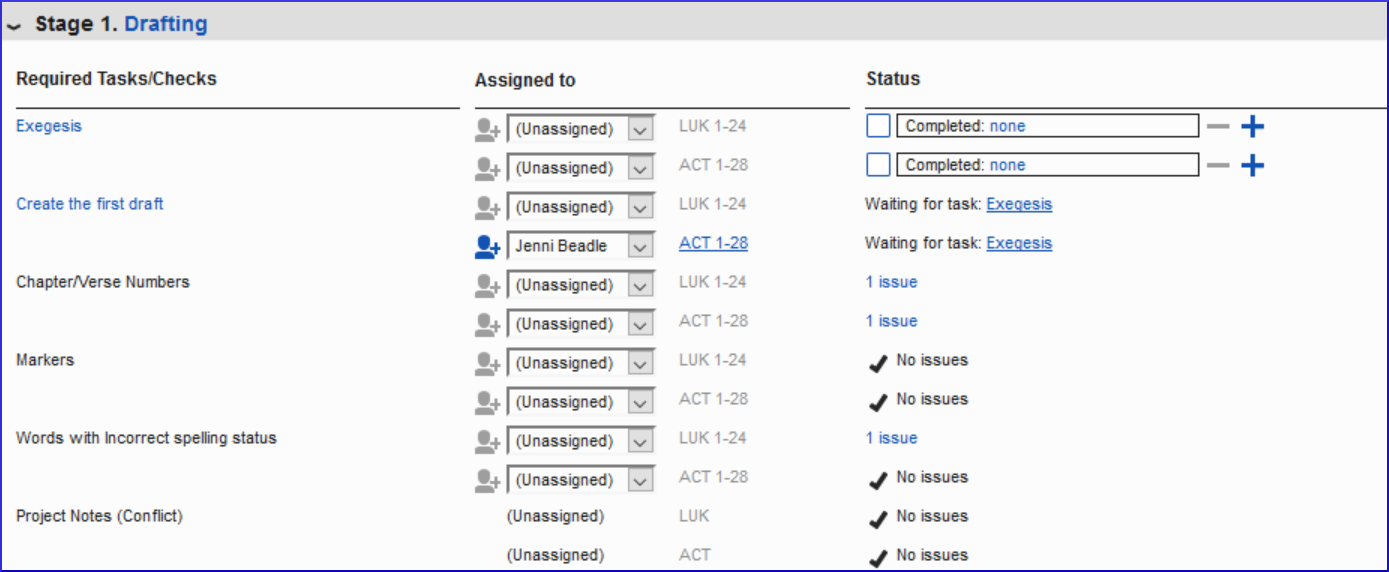 Stage 1. Drafting
Required Tasks/Checks Assigned to Status
Exegesis (Unassigned) LUK 1-24 Completed: none
(Unassigned) ACT 1-28 Completed: none
Create the first draft (Unassigned) LUK 1-24 Waiting for task: Exegesis
Jenni Beadle ACT 1-28 Waiting for task: Exegesis
Chapter/Verse Numbers (Unassigned) LUK 1-24 1 issue
(Unassigned) ACT 1-28 1 issue
Markers (Unassigned) LUK 1-24 No issues
(Unassigned) ACT 1-28 No issues
Words with Incorrect spelling status (Unassigned) LUK 1-24 1 issue
(Unassigned) ACT 1-28 No issues
Project Notes (Conflict) (Unassigned) LUK No issues
(Unassigned) ACT No issues